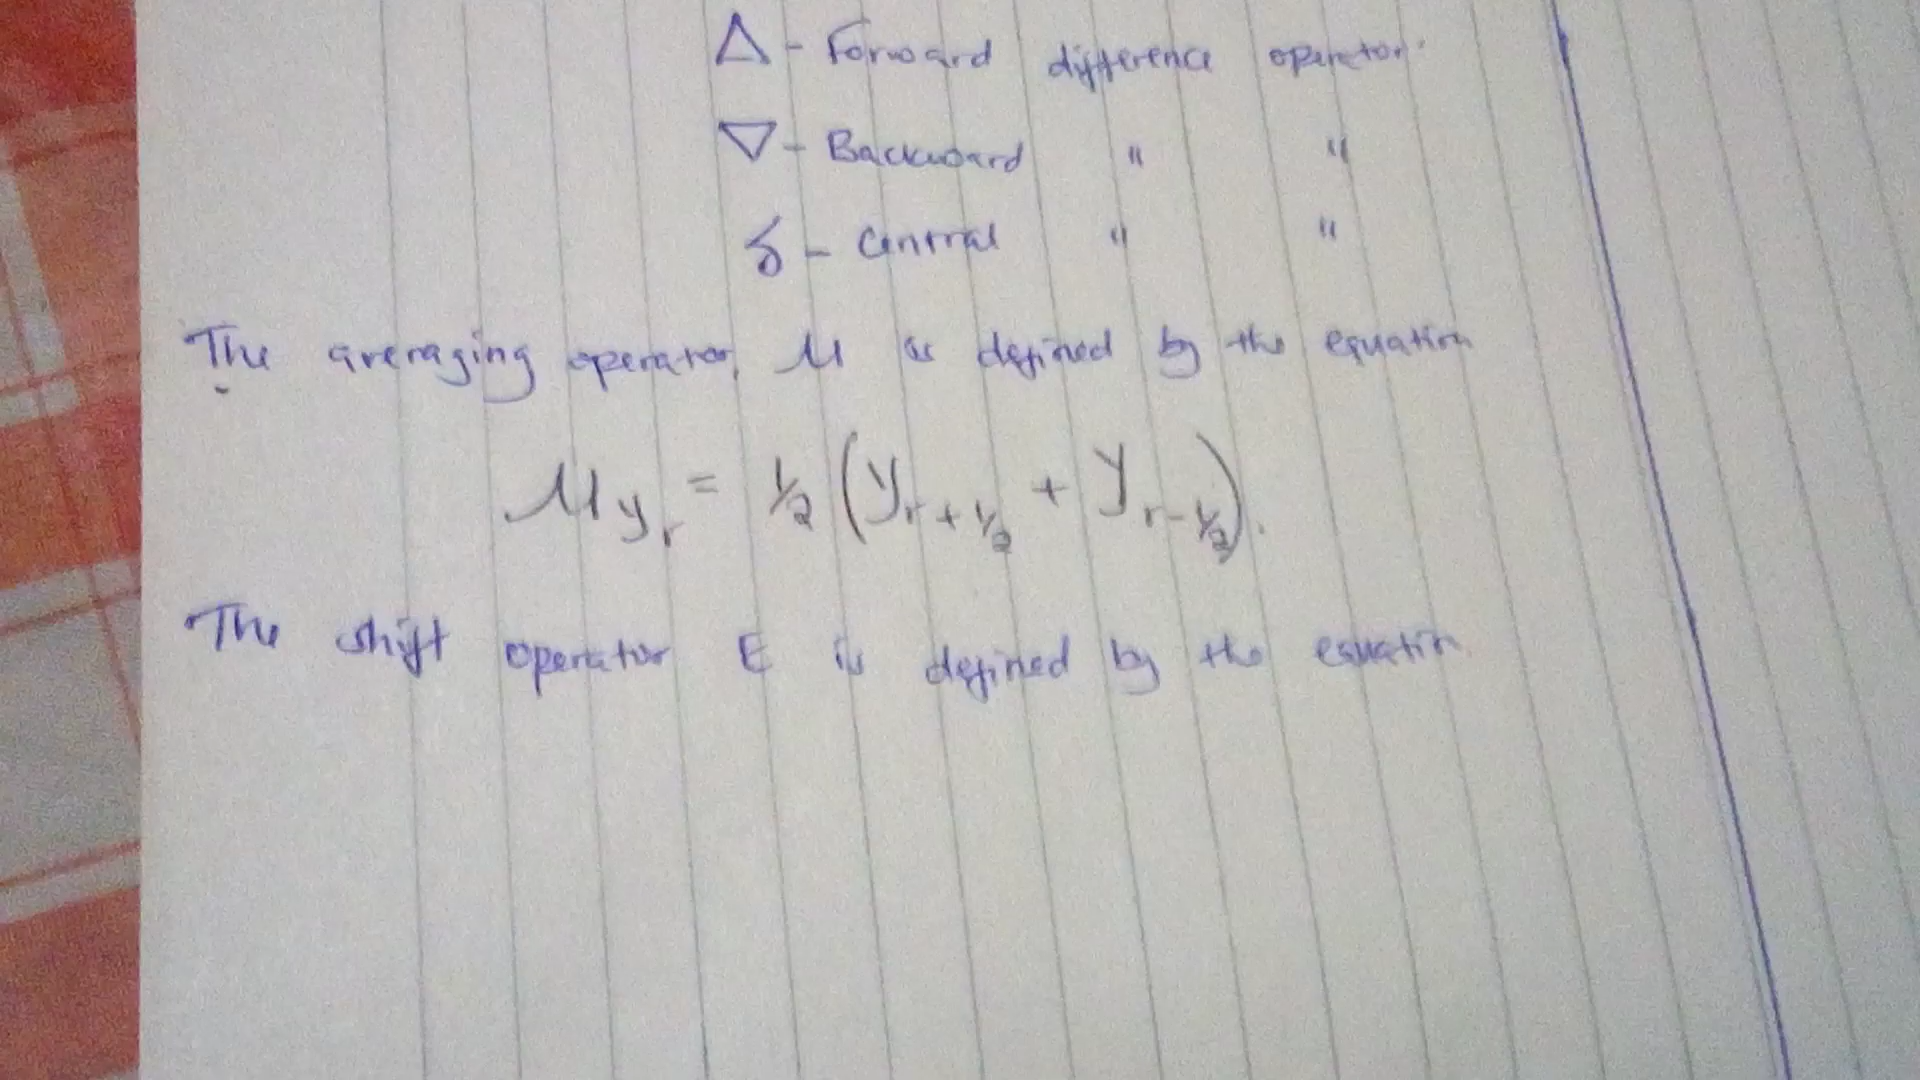 Δ - Forward difference operator.
∇ - Backward " "
δ - Central " "
The averaging operator, μ is defined by the equation
μy_r = 1/2 (y_{r+1/2} + y_{r-1/2}).
The shift operator E is defined by the equation